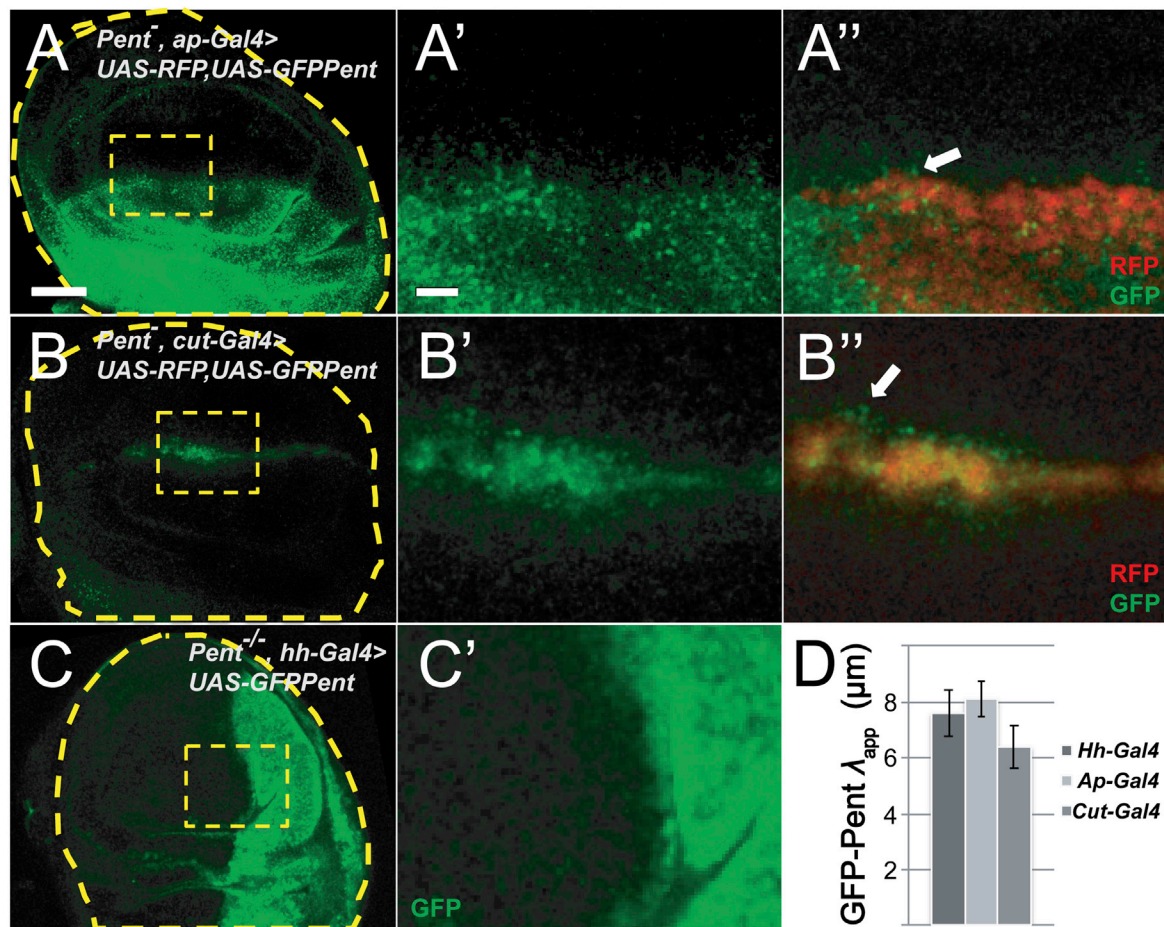 A
Pent-, ap-Gal4>
UAS-RFP,UAS-GFPPent
A'
A"
RFP
GFP
B
Pent-, cut-Gal4>
UAS-RFP,UAS-GFPPent
B'
B"
RFP
GFP
C
Pent-/-, hh-Gal4>
UAS-GFPPent
C'
GFP
D
GFP-Pent λapp (μm)
8
6
4
2
Hh-Gal4
Ap-Gal4
Cut-Gal4